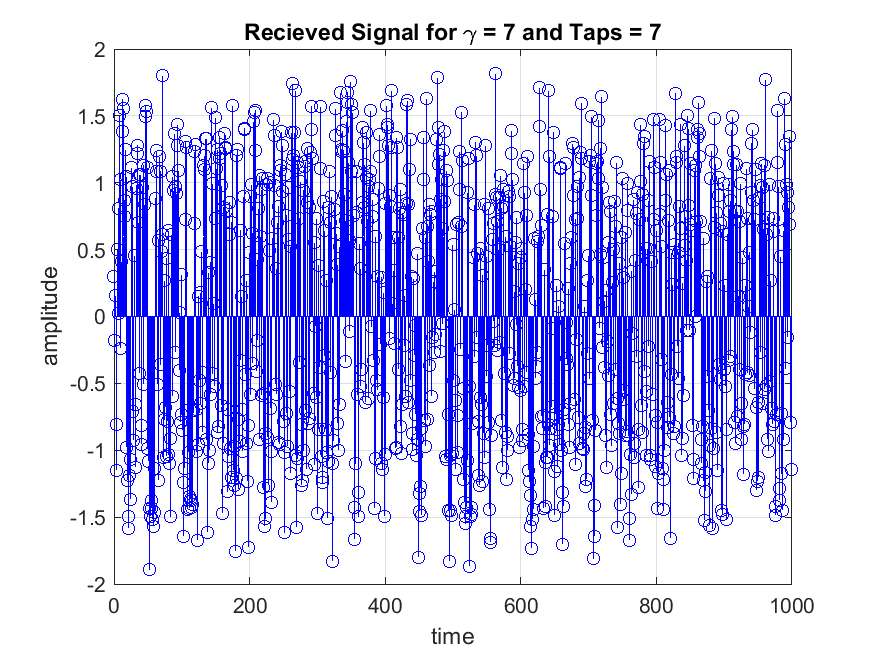 Recieved Signal for γ = 7 and Taps = 7
2
1.5
1
0.5
0
-0.5
-1
-1.5
-2
amplitude
0 200 400 600 800 1000
time